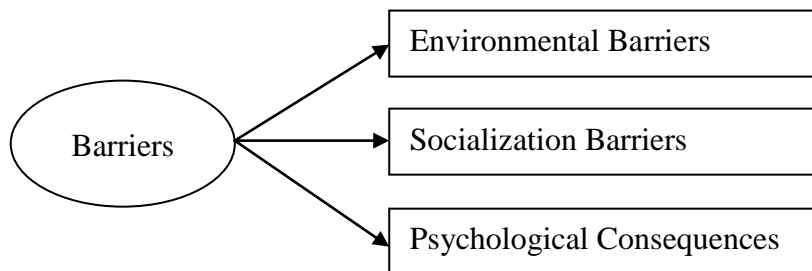 Environmental Barriers
Barriers
Socialization Barriers
Psychological Consequences